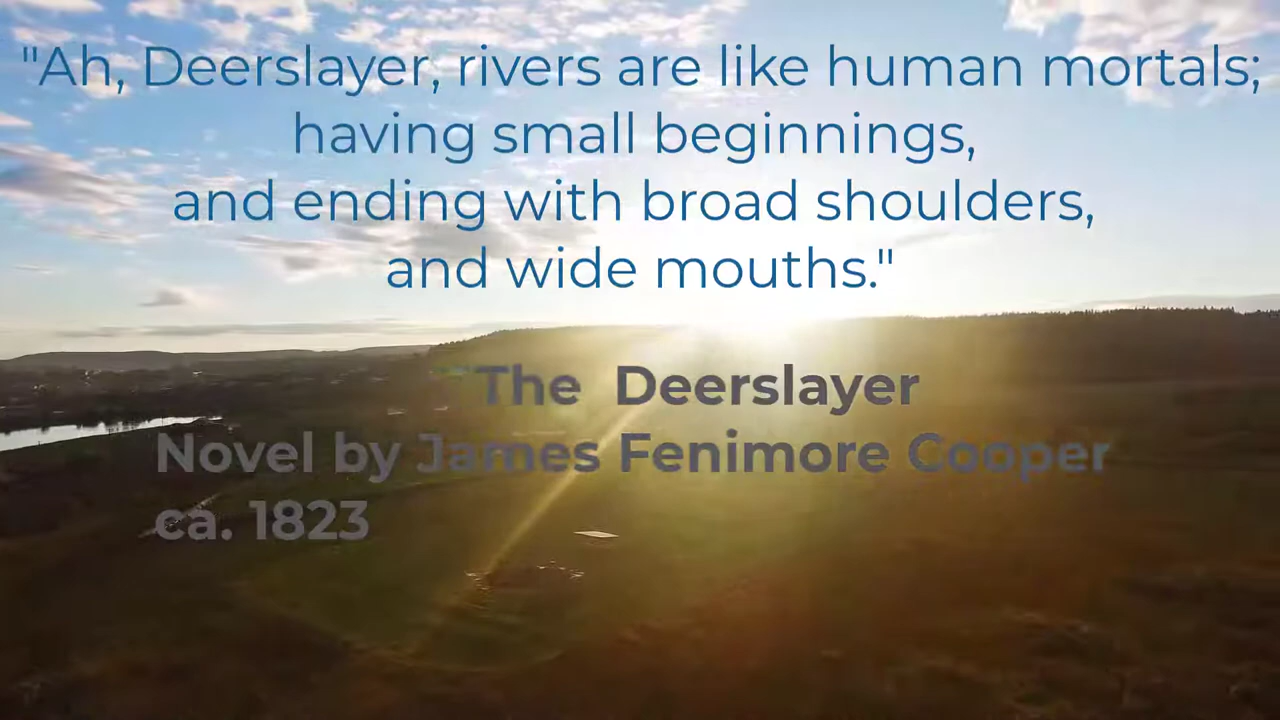 "Ah, Deerslayer, rivers are like human mortals;
having small beginnings,
and ending with broad shoulders,
and wide mouths."
"The Deerslayer
Novel by James Fenimore Cooper
ca. 1823